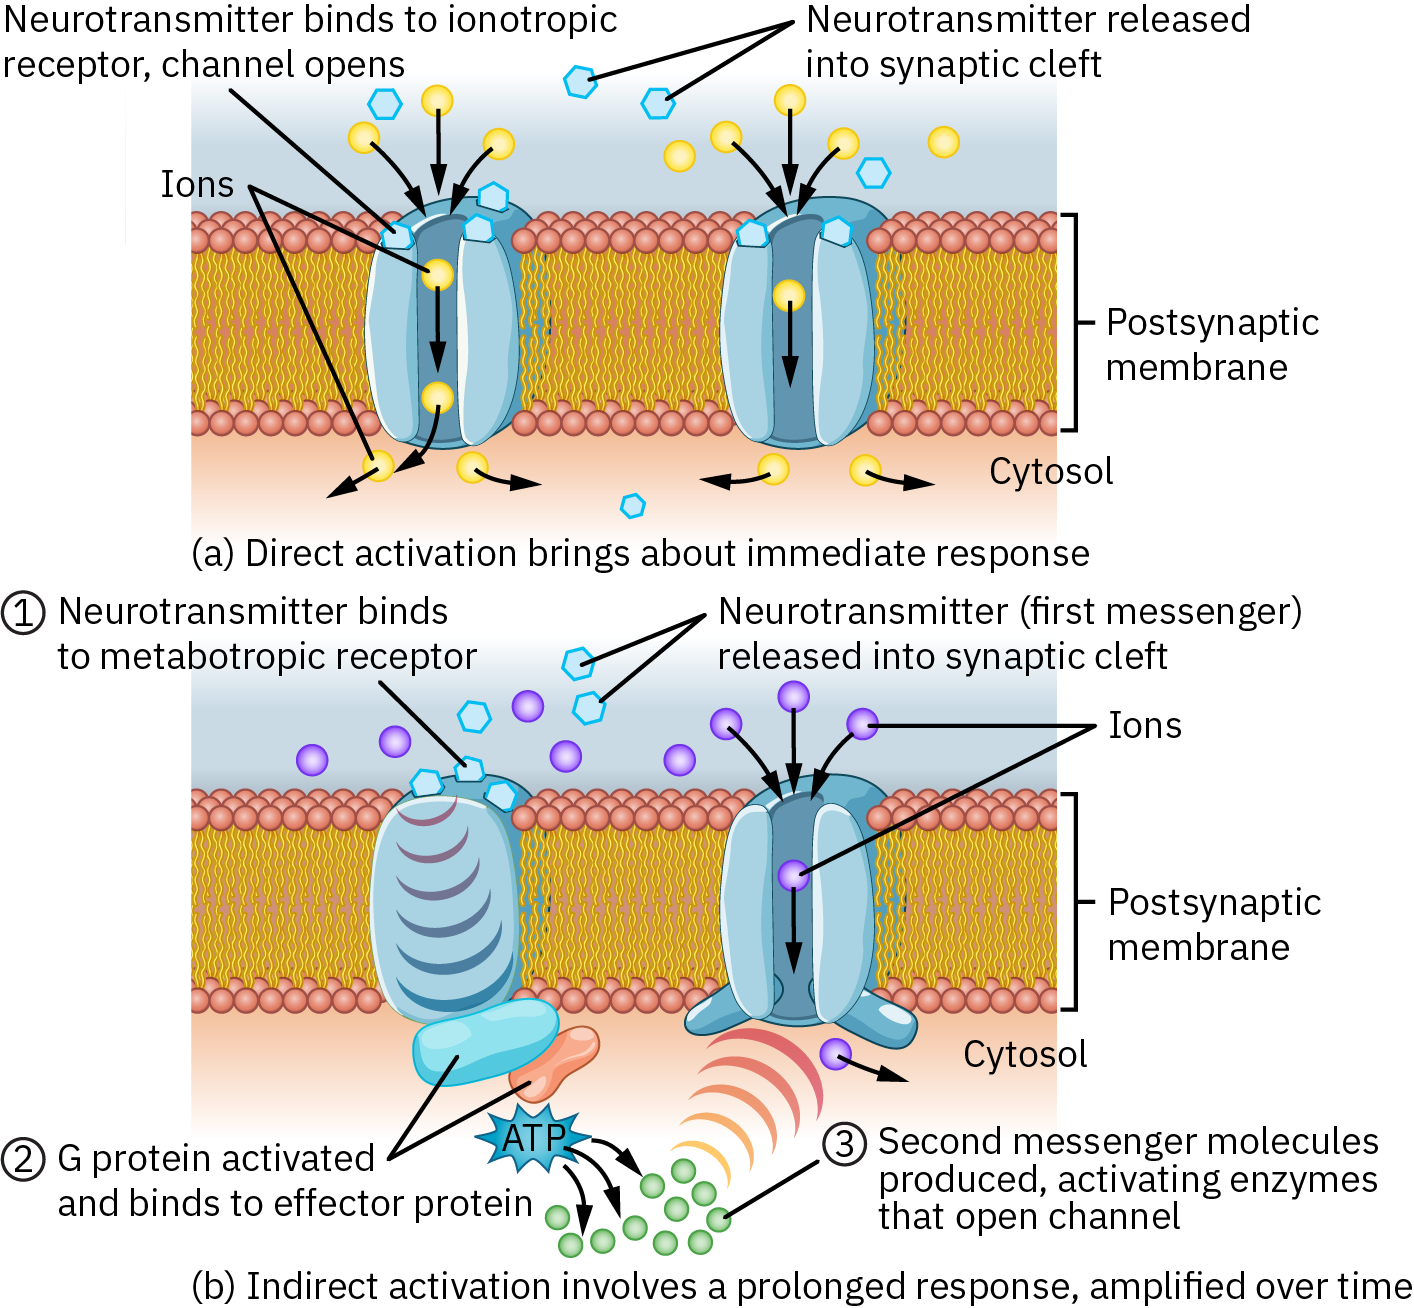 Neurotransmitter binds to ionotropic
receptor, channel opens
Neurotransmitter released
into synaptic cleft
Ions
Postsynaptic
membrane
Cytosol
(a) Direct activation brings about immediate response
1 Neurotransmitter binds
to metabotropic receptor
Neurotransmitter (first messenger)
released into synaptic cleft
Ions
Postsynaptic
membrane
Cytosol
ATP
2 G protein activated
and binds to effector protein
3 Second messenger molecules
produced, activating enzymes
that open channel
(b) Indirect activation involves a prolonged response, amplified over time